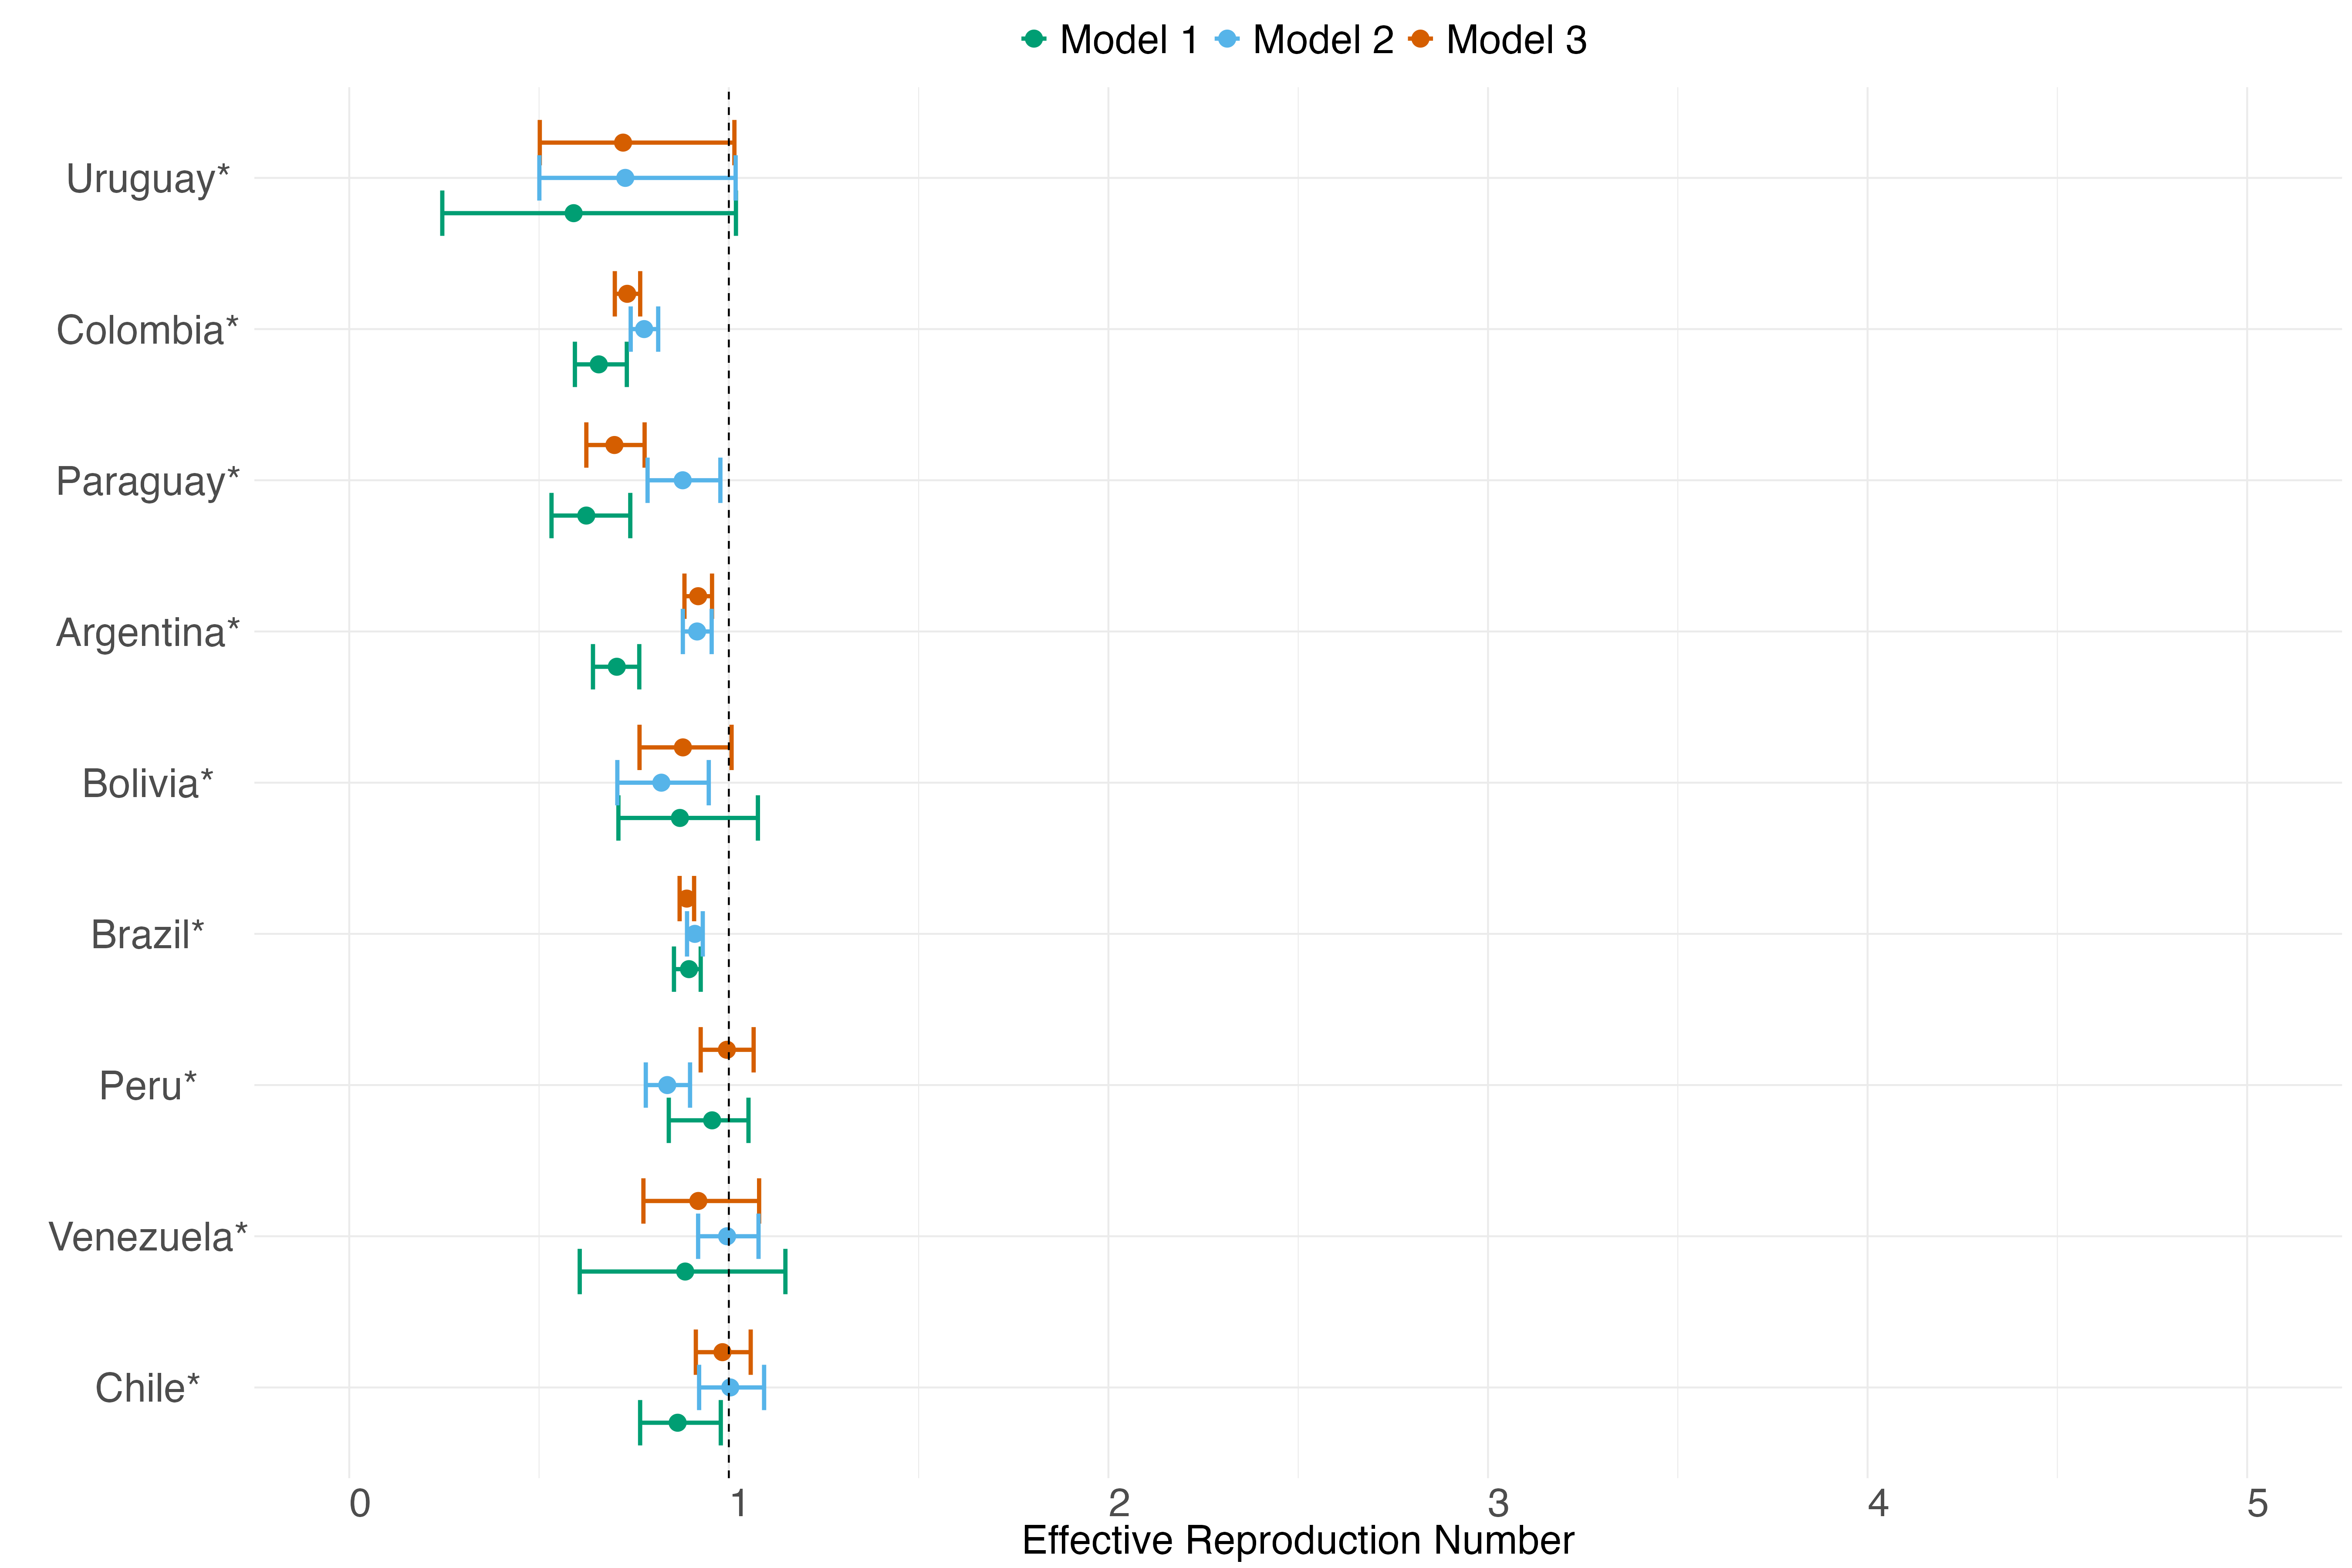 Model 1 Model 2 Model 3
Uruguay*
Colombia*
Paraguay*
Argentina*
Bolivia*
Brazil*
Peru*
Venezuela*
Chile*
0 1 2 3 4 5
Effective Reproduction Number